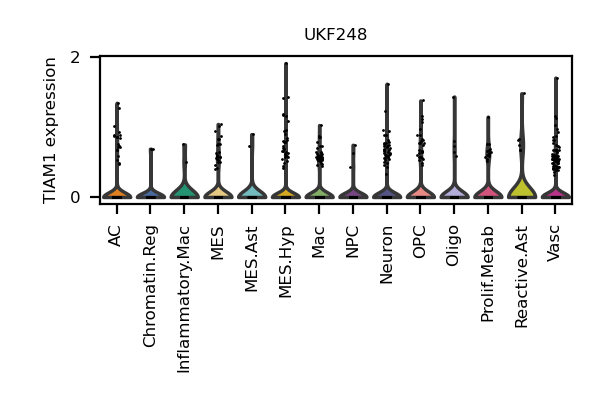 UKF248
TIAM1 expression
2
0
AC
Chromatin.Reg
Inflammatory.Mac
MES
MES.Ast
MES.Hyp
Mac
NPC
Neuron
OPC
Oligo
Prolif.Metab
Reactive.Ast
Vasc